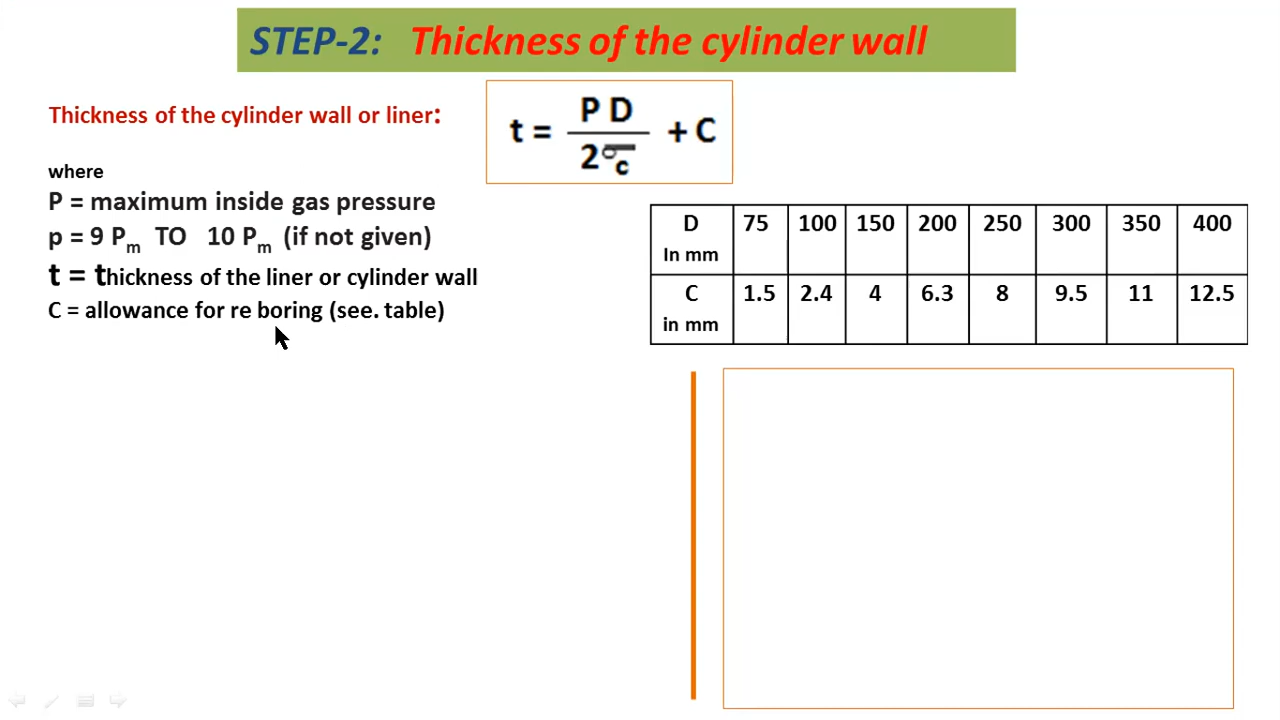 STEP-2: Thickness of the cylinder wall
Thickness of the cylinder wall or liner:
t = P D / 2σc + C
where
P = maximum inside gas pressure
p = 9 Pm TO 10 Pm (if not given)
t = thickness of the liner or cylinder wall
C = allowance for re boring (see. table)
D In mm 75 100 150 200 250 300 350 400
C in mm 1.5 2.4 4 6.3 8 9.5 11 12.5